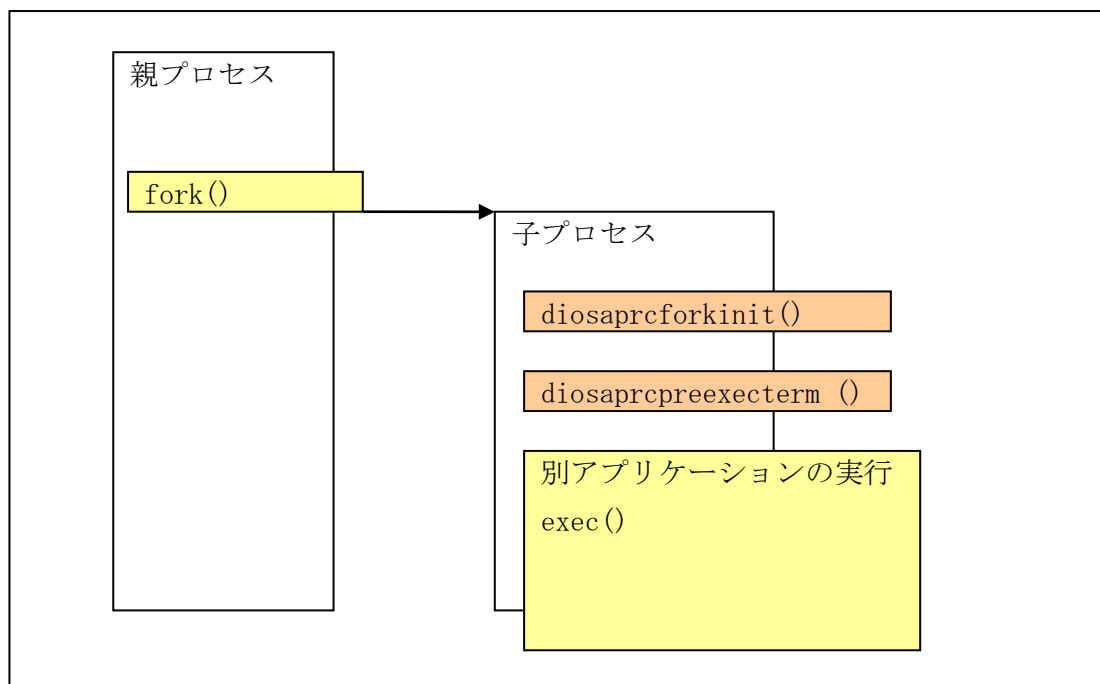 親プロセス
fork()
子プロセス
diosaprcforkinit()
diosaprcpreexecterm ()
別アプリケーションの実行
exec()